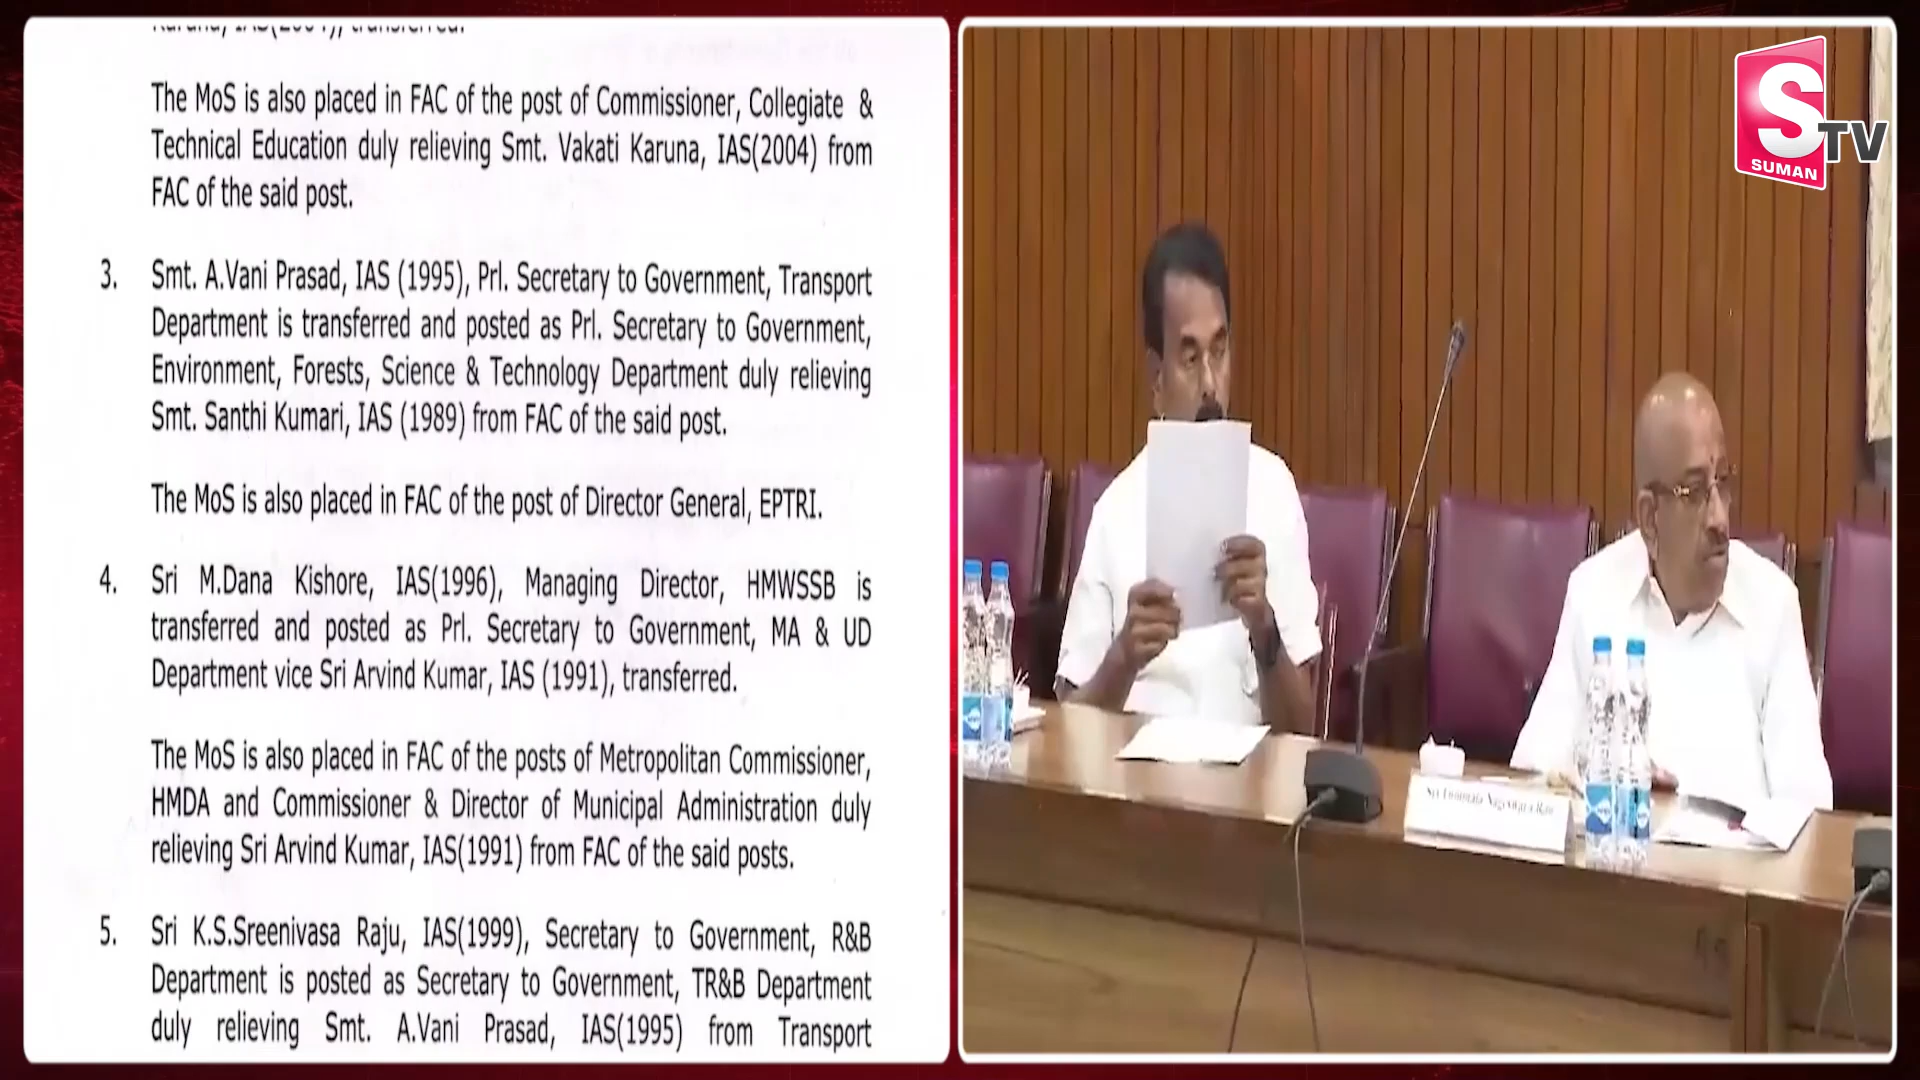 The MoS is also placed in FAC of the post of Commissioner, Collegiate &
Technical Education duly relieving Smt. Vakati Karuna, IAS(2004) from
FAC of the said post.
3. Smt. A.Vani Prasad, IAS (1995), Prl. Secretary to Government, Transport
Department is transferred and posted as Prl. Secretary to Government,
Environment, Forests, Science & Technology Department duly relieving
Smt. Santhi Kumari, IAS (1989) from FAC of the said post.
The MoS is also placed in FAC of the post of Director General, EPTRI.
4. Sri M.Dana Kishore, IAS(1996), Managing Director, HMWSSB is
transferred and posted as Prl. Secretary to Government, MA & UD
Department vice Sri Arvind Kumar, IAS (1991), transferred.
The MoS is also placed in FAC of the posts of Metropolitan Commissioner,
HMDA and Commissioner & Director of Municipal Administration duly
relieving Sri Arvind Kumar, IAS(1991) from FAC of the said posts.
5. Sri K.S.Sreenivasa Raju, IAS(1999), Secretary to Government, R&B
Department is posted as Secretary to Government, TR&B Department
duly relieving Smt. A.Vani Prasad, IAS(1995) from Transport
S TV
SUMAN